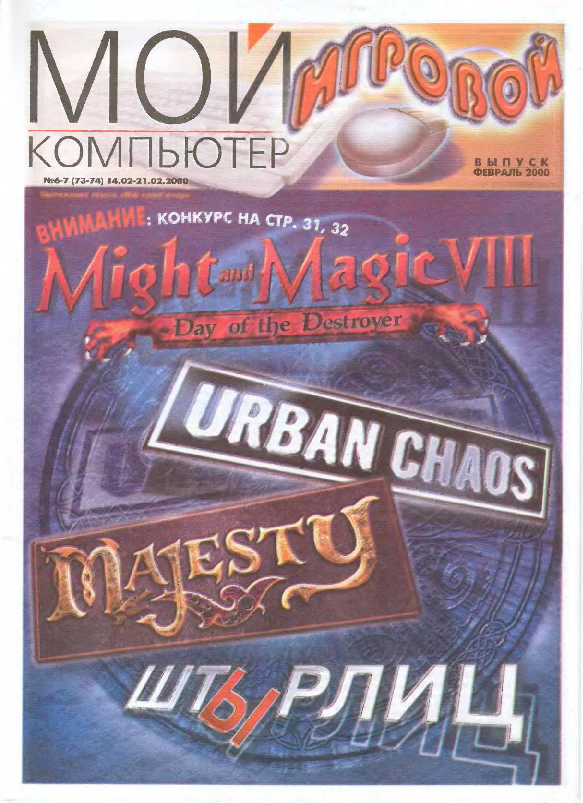 МОЙ ИГРОВОЙ
КОМПЬЮТЕР
ВЫПУСК
ФЕВРАЛЬ 2000
№6-7 (73-74) 14.02-21.02.2000
ВНИМАНИЕ: КОНКУРС НА СТР. 31, 32
Might and Magic VIII
Day of the Destroyer
URBAN CHAOS
MAJESTY
ШТЫРЛИЦ